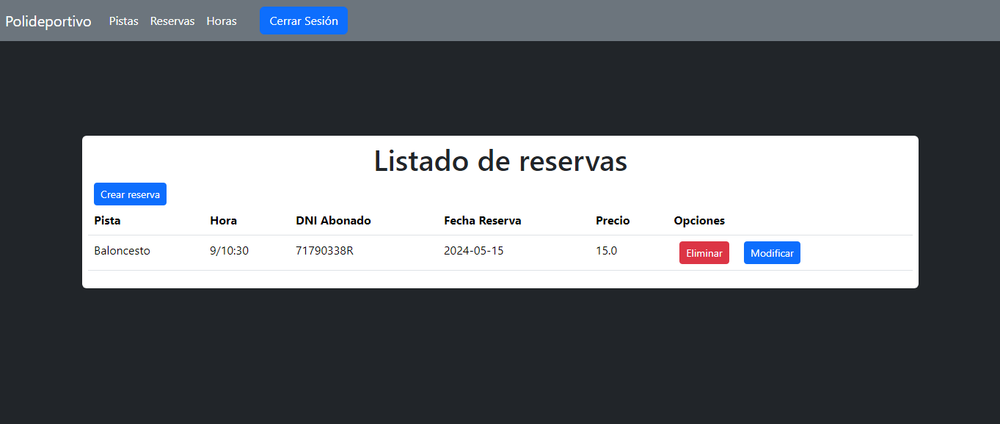 Polideportivo Pistas Reservas Horas Cerrar Sesión
Listado de reservas
Crear reserva
Pista Hora DNI Abonado Fecha Reserva Precio Opciones
Baloncesto 9/10:30 71790338R 2024-05-15 15.0 Eliminar Modificar